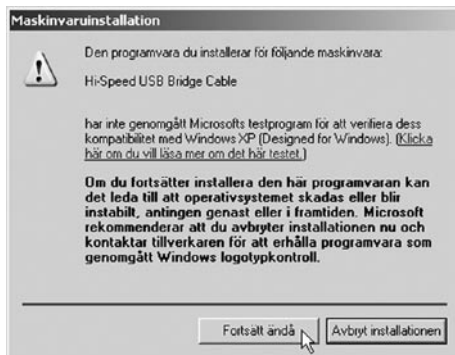 Maskinvaruinstallation
Den programvara du installerar för följande maskinvara:
Hi-Speed USB Bridge Cable
har inte genomgått Microsofts testprogram för att verifiera dess
kompatibilitet med Windows XP (Designed for Windows). (Klicka
här om du vill läsa mer om det här testet.)
Om du fortsätter installera den här programvaran kan
det leda till att operativsystemet skadas eller blir
instabilt, antingen genast eller i framtiden. Microsoft
rekommenderar att du avbryter installationen nu och
kontaktar tillverkaren för att erhålla programvara som
genomgått Windows logotypkontroll.
Fortsätt ändå
Avbryt installationen